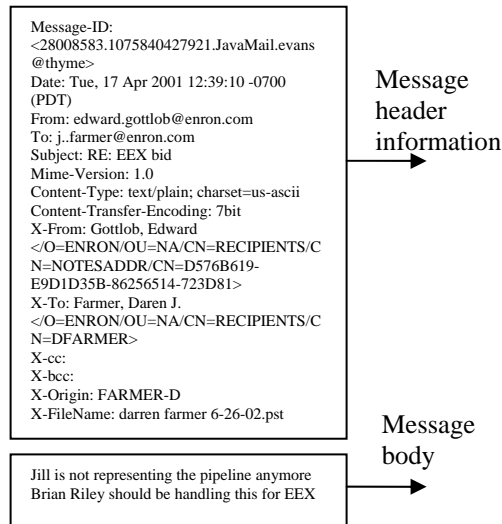 Message-ID:
<28008583.1075840427921.JavaMail.evans
@thyme>
Date: Tue, 17 Apr 2001 12:39:10 -0700
(PDT)
From: edward.gottlob@enron.com
To: j..farmer@enron.com
Subject: RE: EEX bid
Mime-Version: 1.0
Content-Type: text/plain; charset=us-ascii
Content-Transfer-Encoding: 7bit
X-From: Gottlob, Edward
</O=ENRON/OU=NA/CN=RECIPIENTS/C
N=NOTESADDR/CN=D576B619-
E9D1D35B-86256514-723D81>
X-To: Farmer, Daren J.
</O=ENRON/OU=NA/CN=RECIPIENTS/C
N=DFARMER>
X-cc:
X-bcc:
X-Origin: FARMER-D
X-FileName: darren farmer 6-26-02.pst
Message
header
information
Jill is not representing the pipeline anymore
Brian Riley should be handling this for EEX
Message
body